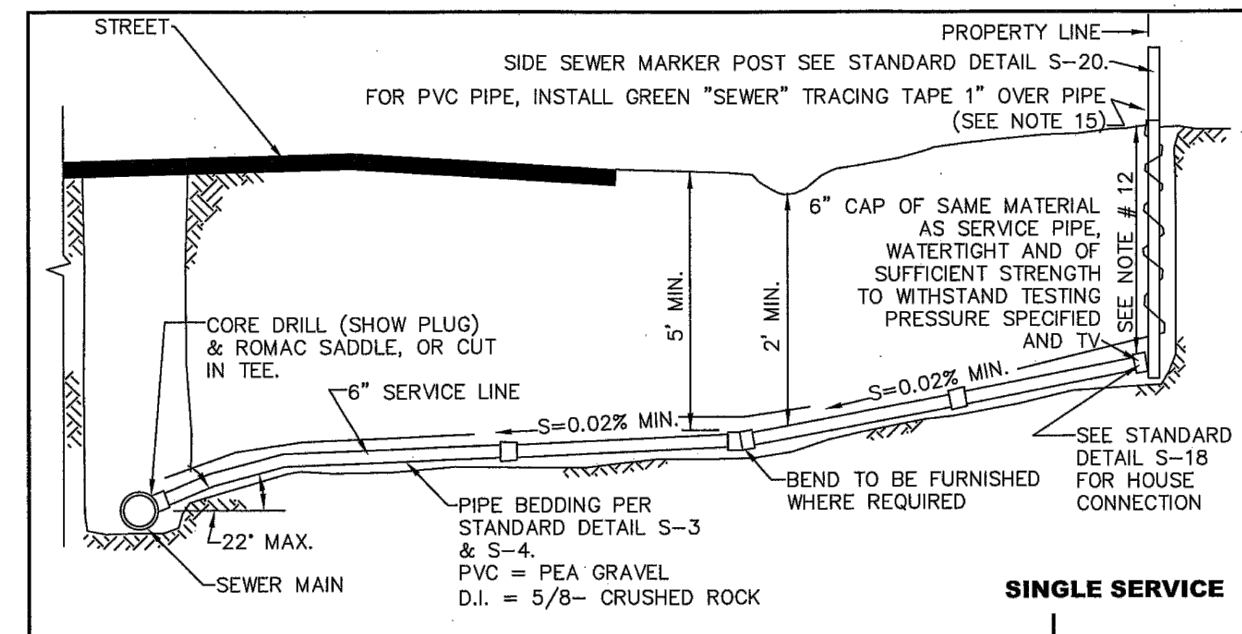 STREET
PROPERTY LINE
SIDE SEWER MARKER POST SEE STANDARD DETAIL S-20.
FOR PVC PIPE, INSTALL GREEN "SEWER" TRACING TAPE 1" OVER PIPE
(SEE NOTE 15)
6" CAP OF SAME MATERIAL
AS SERVICE PIPE,
WATERTIGHT AND OF
SUFFICIENT STRENGTH
TO WITHSTAND TESTING
PRESSURE SPECIFIED
AND TV
SEE NOTE # 12
5' MIN.
2' MIN.
CORE DRILL (SHOW PLUG)
& ROMAC SADDLE, OR CUT
IN TEE.
6" SERVICE LINE
S=0.02% MIN.
S=0.02% MIN.
SEE STANDARD
DETAIL S-18
FOR HOUSE
CONNECTION
BEND TO BE FURNISHED
WHERE REQUIRED
PIPE BEDDING PER
STANDARD DETAIL S-3
& S-4.
PVC = PEA GRAVEL
D.I. = 5/8- CRUSHED ROCK
22° MAX.
SEWER MAIN
SINGLE SERVICE